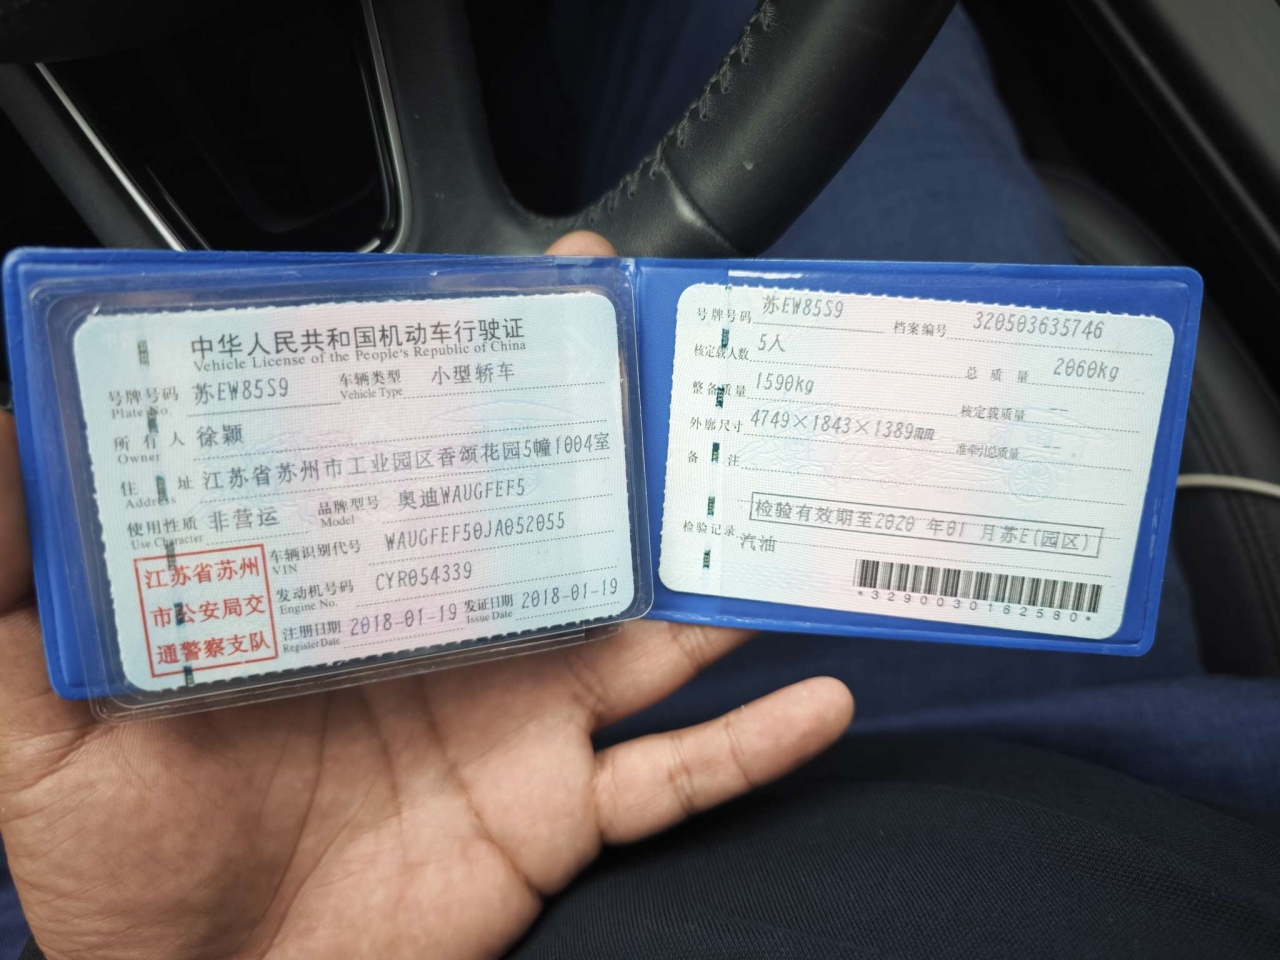 中华人民共和国机动车行驶证
Vehicle License of the People's Republic of China
号牌号码 苏EW85S9 车辆类型 小型轿车
Plate No. Vehicle Type
所有人 徐颖
Owner
住址 江苏省苏州市工业园区香颂花园5幢1004室
Address
使用性质 非营运 品牌型号 奥迪WAUGFEF5
Use Character Model
车辆识别代号 WAUGFEF50JA052055
VIN
发动机号码 CYR054339
Engine No.
注册日期 2018-01-19 发证日期 2018-01-19
Register Date Issue Date
江苏省苏州
市公安局交
通警察支队
号牌号码 苏EW85S9 档案编号 320503635746
核定载人数 5人 总质量 2060kg
整备质量 1590kg 核定载质量 --
外廓尺寸 4749×1843×1389mm 准牵引总质量 --
备注
检验有效期至2020年01月苏E(园区)
检验记录 汽油
*3290030162580*